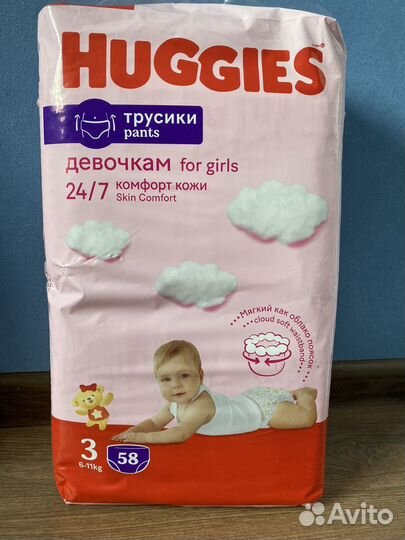 HUGGIES
трусики
pants
девочкам for girls
24/7 комфорт кожи
Skin Comfort
Мягкий как облако поясок
cloud soft waistband
3
6-11kg
58
Avito